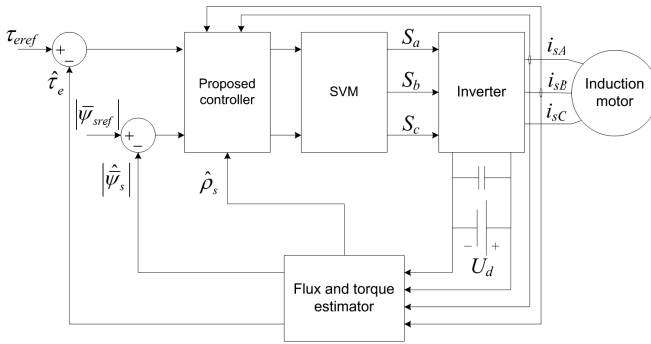 τ_eref
+
−
τ̂_e
|ψ̄_sref|
+
−
|ψ̄̂_s|
Proposed
controller
ρ̂_s
SVM
S_a
S_b
S_c
Inverter
i_sA
i_sB
i_sC
Induction
motor
− +
U_d
Flux and torque
estimator